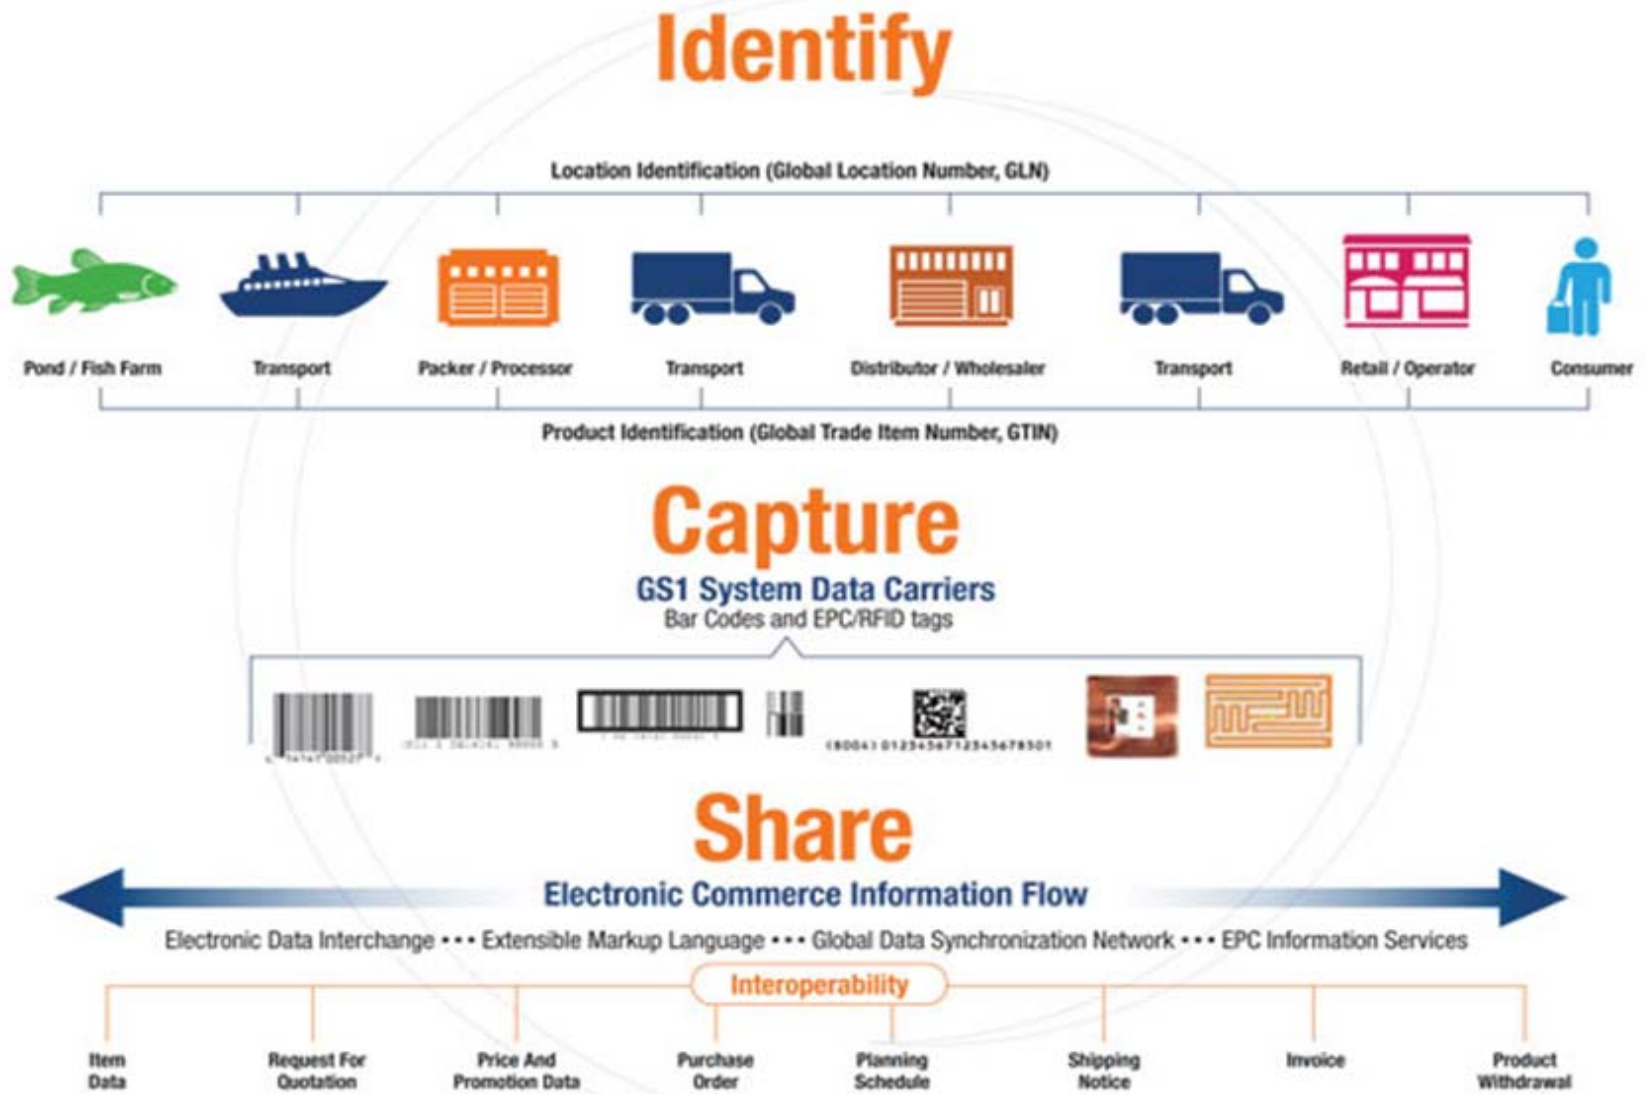 Identify
Location Identification (Global Location Number, GLN)
Pond / Fish Farm
Transport
Packer / Processor
Transport
Distributor / Wholesaler
Transport
Retail / Operator
Consumer
Product Identification (Global Trade Item Number, GTIN)
Capture
GS1 System Data Carriers
Bar Codes and EPC/RFID tags
(8004) 0123456712345678501
Share
Electronic Commerce Information Flow
Electronic Data Interchange ••• Extensible Markup Language ••• Global Data Synchronization Network ••• EPC Information Services
Interoperability
Item
Data
Request For
Quotation
Price And
Promotion Data
Purchase
Order
Planning
Schedule
Shipping
Notice
Invoice
Product
Withdrawal